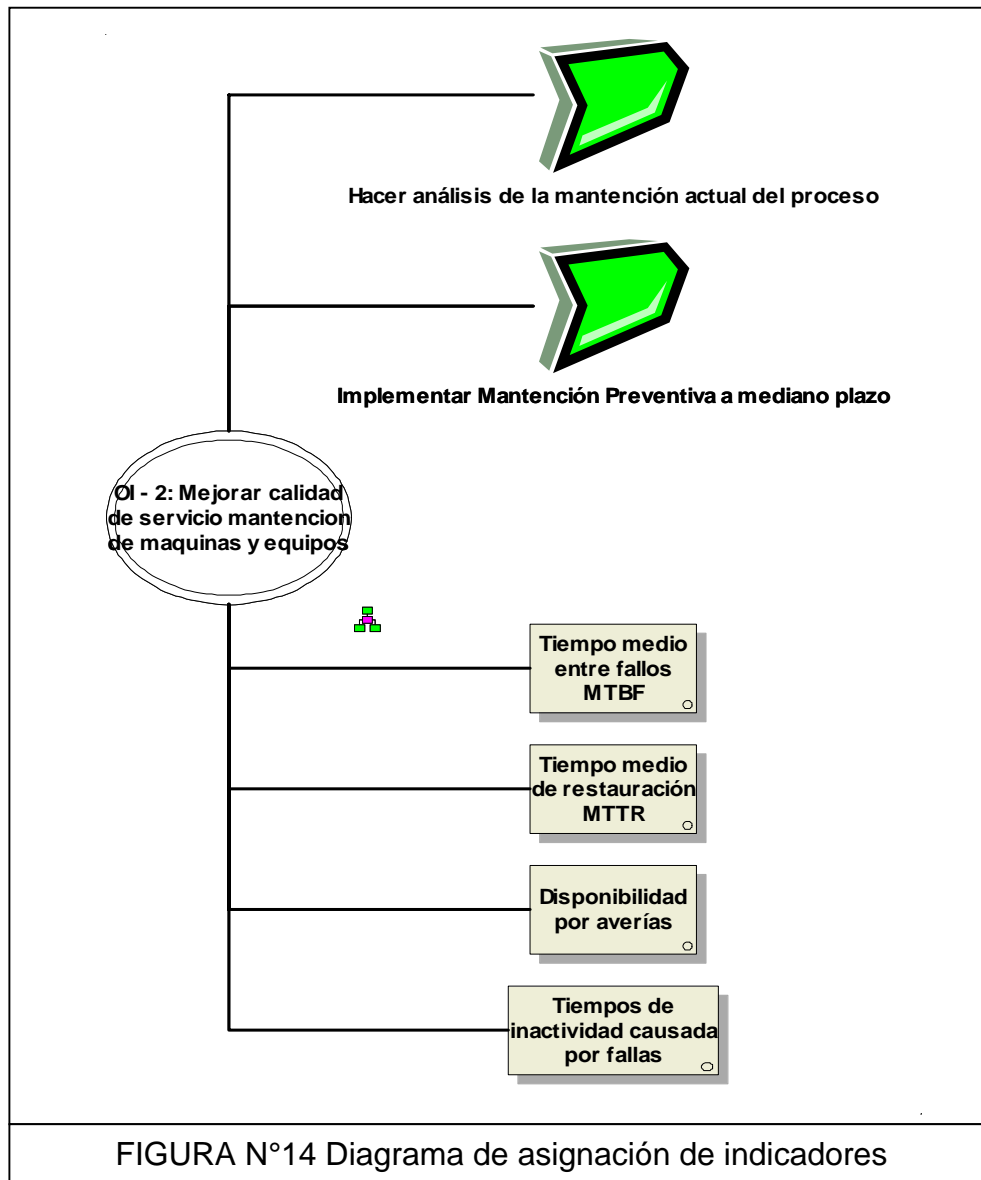 Hacer análisis de la mantención actual del proceso
Implementar Mantención Preventiva a mediano plazo
OI - 2: Mejorar calidad
de servicio mantencion
de maquinas y equipos
Tiempo medio
entre fallos
MTBF
Tiempo medio
de restauración
MTTR
Disponibilidad
por averías
Tiempos de
inactividad causada
por fallas
FIGURA N°14 Diagrama de asignación de indicadores